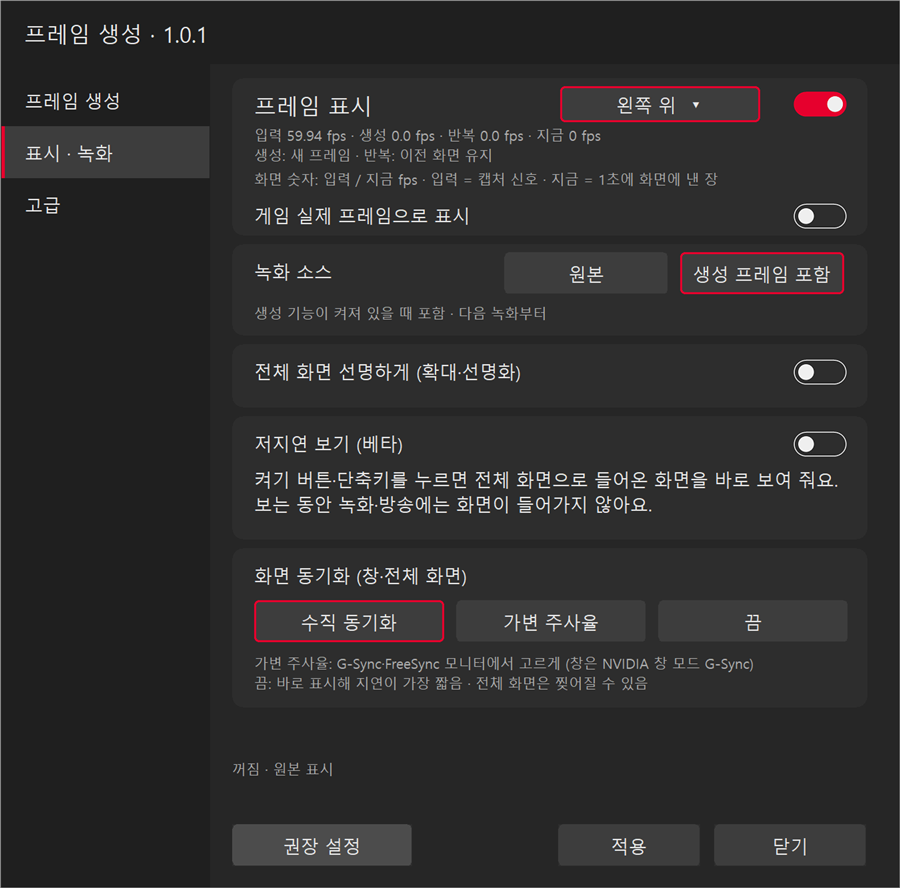 프레임 생성 · 1.0.1
프레임 생성
표시 · 녹화
고급
프레임 표시
왼쪽 위 ▼
입력 59.94 fps · 생성 0.0 fps · 반복 0.0 fps · 지금 0 fps
생성: 새 프레임 · 반복: 이전 화면 유지
화면 숫자: 입력 / 지금 fps · 입력 = 캡처 신호 · 지금 = 1초에 화면에 낸 장
게임 실제 프레임으로 표시
녹화 소스
원본
생성 프레임 포함
생성 기능이 켜져 있을 때 포함 · 다음 녹화부터
전체 화면 선명하게 (확대·선명화)
저지연 보기 (베타)
켜기 버튼·단축키를 누르면 전체 화면으로 들어온 화면을 바로 보여 줘요.
보는 동안 녹화·방송에는 화면이 들어가지 않아요.
화면 동기화 (창·전체 화면)
수직 동기화
가변 주사율
끔
가변 주사율: G-Sync·FreeSync 모니터에서 고르게 (창은 NVIDIA 창 모드 G-Sync)
끔: 바로 표시해 지연이 가장 짧음 · 전체 화면은 찢어질 수 있음
꺼짐 · 원본 표시
권장 설정
적용
닫기